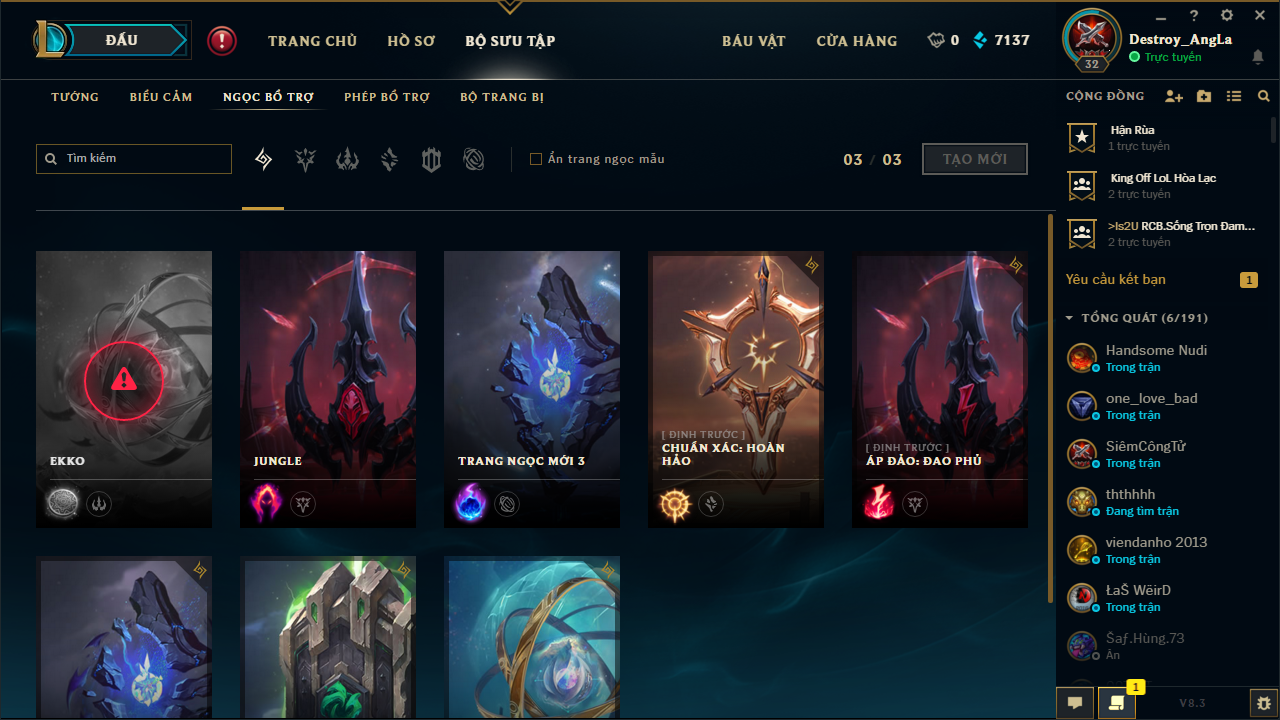 ĐẤU
TRANG CHỦ
HỒ SƠ
BỘ SƯU TẬP
BÁU VẬT
CỬA HÀNG
0
7137
32
Destroy_AngLa
Trực tuyến
TƯỚNG
BIỂU CẢM
NGỌC BỔ TRỢ
PHÉP BỔ TRỢ
BỘ TRANG BỊ
Tìm kiếm
Ẩn trang ngọc mẫu
03 / 03
TẠO MỚI
EKKO
JUNGLE
TRANG NGỌC MỚI 3
[ ĐỊNH TRƯỚC ]
CHUẨN XÁC: HOÀN
HẢO
[ ĐỊNH TRƯỚC ]
ÁP ĐẢO: ĐAO PHỦ
CỘNG ĐỒNG
Hận Rùa
1 trực tuyến
King Off LoL Hòa Lạc
2 trực tuyến
>Is2U RCB.Sống Trọn Đam...
2 trực tuyến
Yêu cầu kết bạn
1
TỔNG QUÁT (6/191)
Handsome Nudi
Trong trận
one_love_bad
Trong trận
SiêmCôngTử
Trong trận
ththhhh
Đang tìm trận
viendanho 2013
Trong trận
ŁaŠ WëirD
Trong trận
Šaƒ.Hùng.73
Ẩn
1
V8.3